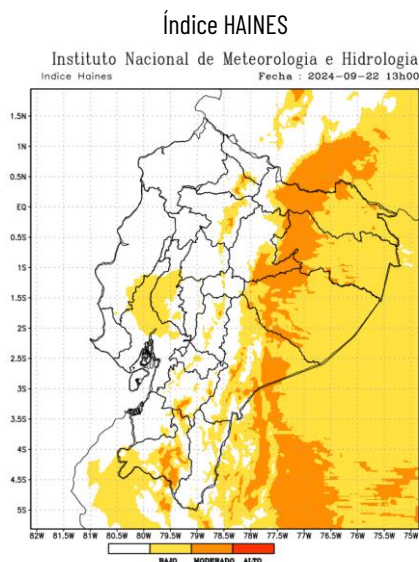 Índice HAINES
Instituto Nacional de Meteorologia e Hidrologia
Indice Haines Fecha : 2024-09-22 13h00
1.5N
1N
0.5N
EQ
0.5S
1S
1.5S
2S
2.5S
3S
3.5S
4S
4.5S
5S
82W 81.5W 81W 80.5W 80W 79.5W 79W 78.5W 78W 77.5W 77W 76.5W 76W 75.5W 75W
BAJO MODERADO ALTO